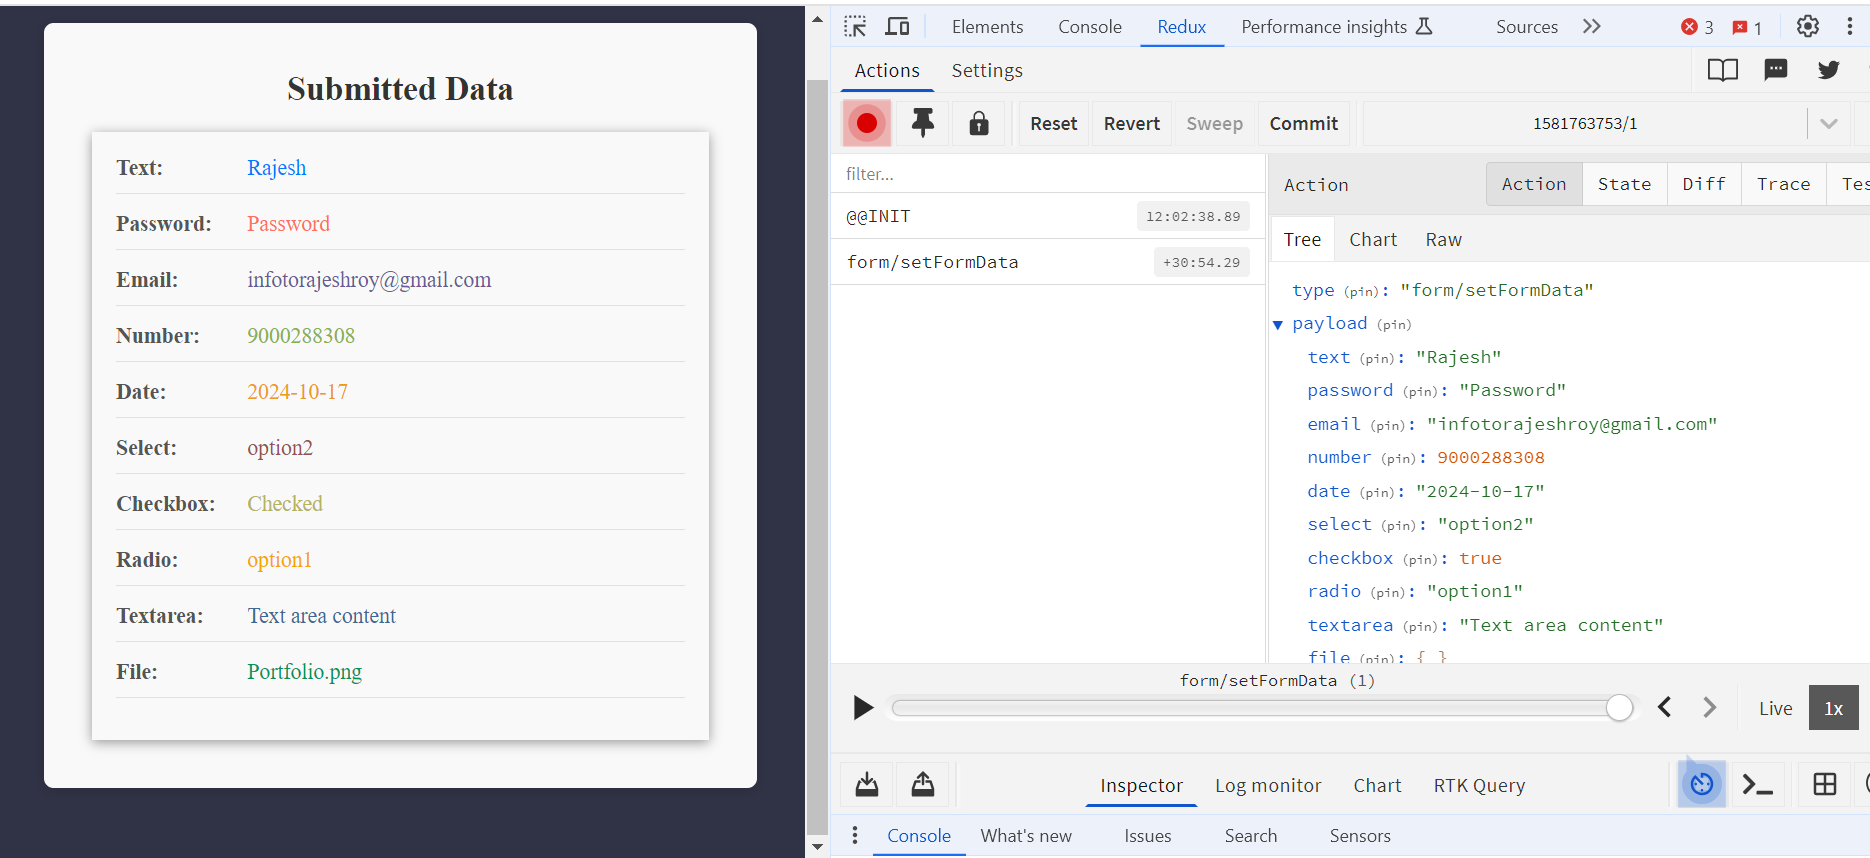 Submitted Data
Text: Rajesh
Password: Password
Email: infotorajeshroy@gmail.com
Number: 9000288308
Date: 2024-10-17
Select: option2
Checkbox: Checked
Radio: option1
Textarea: Text area content
File: Portfolio.png
Elements Console Redux Performance insights Sources 3 1
Actions Settings
Reset Revert Sweep Commit 1581763753/1
filter...
@@INIT 12:02:38.89
form/setFormData +30:54.29
Action Action State Diff Trace Tes
Tree Chart Raw
type (pin): "form/setFormData"
payload (pin)
text (pin): "Rajesh"
password (pin): "Password"
email (pin): "infotorajeshroy@gmail.com"
number (pin): 9000288308
date (pin): "2024-10-17"
select (pin): "option2"
checkbox (pin): true
radio (pin): "option1"
textarea (pin): "Text area content"
file (pin): { }
form/setFormData (1)
Live 1x
Inspector Log monitor Chart RTK Query
Console What's new Issues Search Sensors